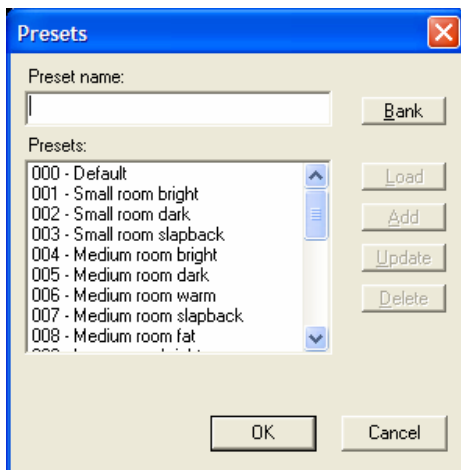 Presets
Preset name:
Bank
Presets:
000 - Default
001 - Small room bright
002 - Small room dark
003 - Small room slapback
004 - Medium room bright
005 - Medium room dark
006 - Medium room warm
007 - Medium room slapback
008 - Medium room fat
Load
Add
Update
Delete
OK
Cancel